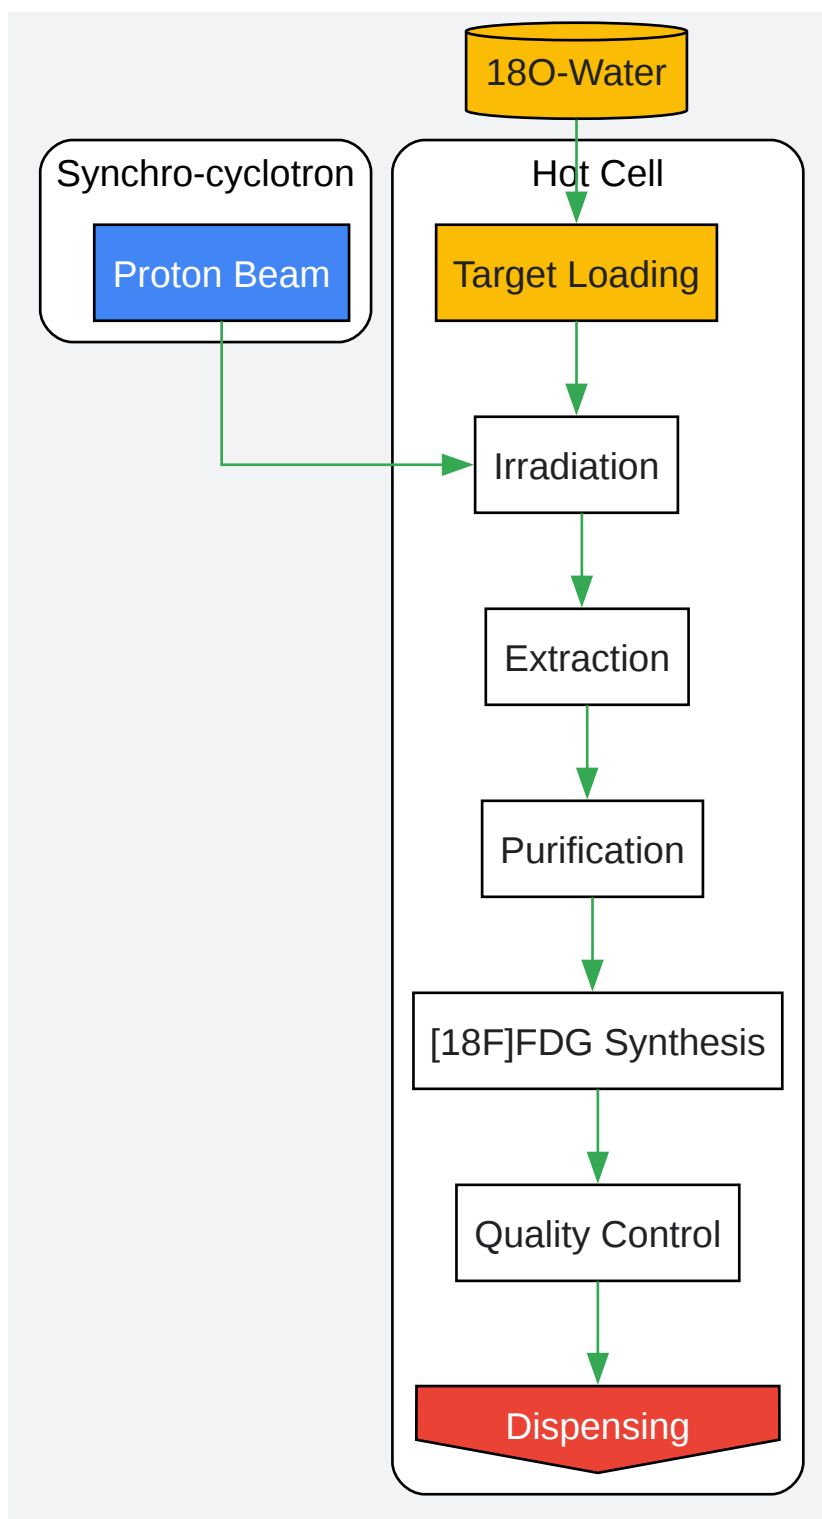 18O-Water
Synchro-cyclotron
Hot Cell
Proton Beam
Target Loading
Irradiation
Extraction
Purification
[18F]FDG Synthesis
Quality Control
Dispensing